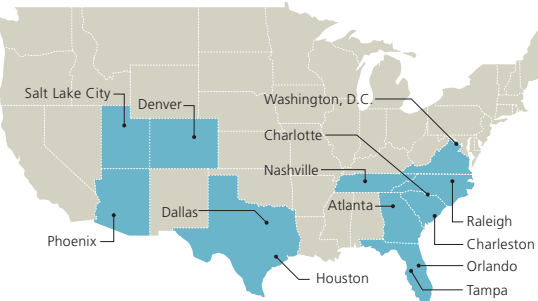 Salt Lake City
Denver
Washington, D.C.
Charlotte
Nashville
Atlanta
Dallas
Phoenix
Houston
Raleigh
Charleston
Orlando
Tampa